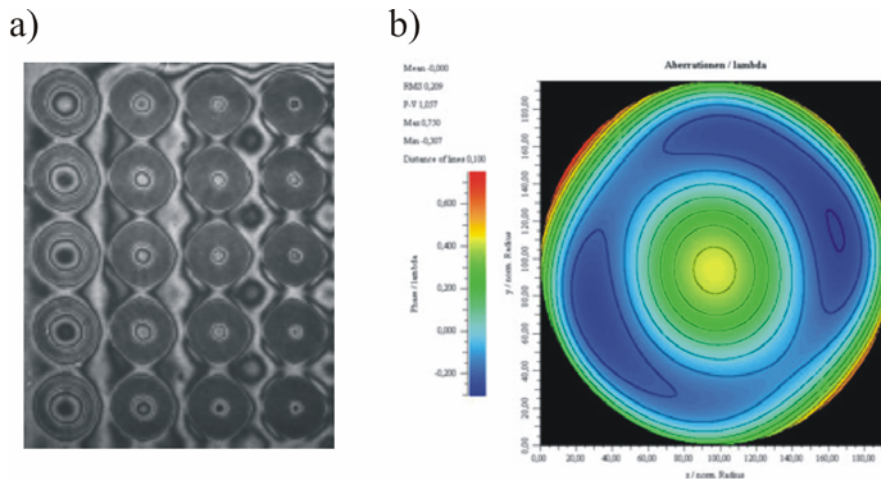 a)
b)
Mean -0,000
RMS 0,209
P-V 1,057
Max 0,750
Min -0,307
Distance of lines 0,100
Aberrationen / lambda
Phase / lambda
0,600
0,400
0,200
0,000
-0,200
y / norm. Radius
180,00
160,00
140,00
120,00
100,00
80,00
60,00
40,00
20,00
0,00
0,00 20,00 40,00 60,00 80,00 100,00 120,00 140,00 160,00
x / norm. Radius